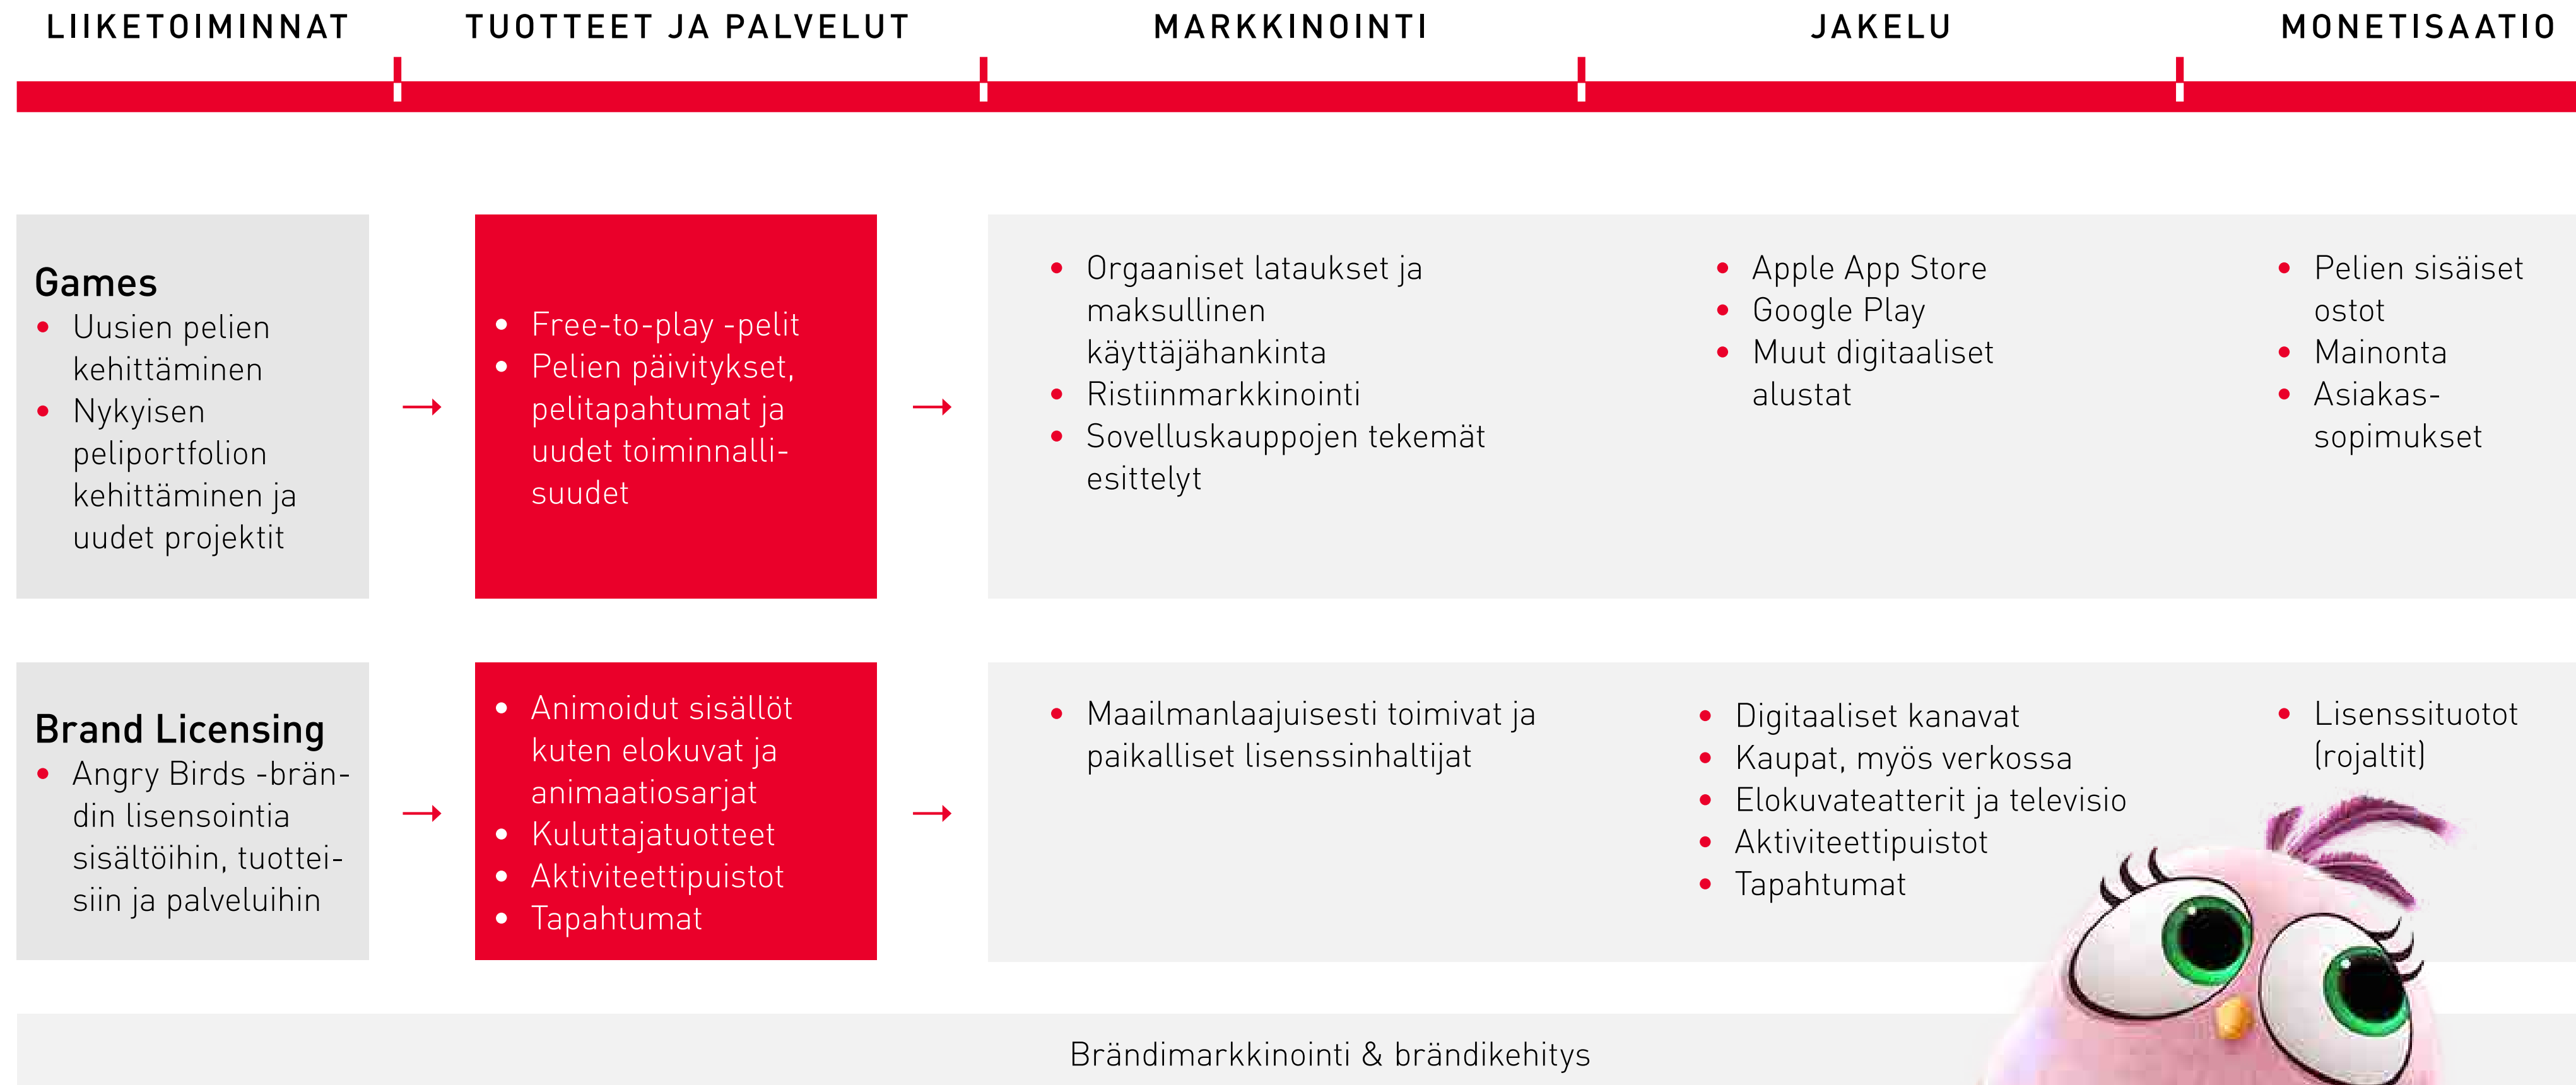 LIIKETOIMINNAT
TUOTTEET JA PALVELUT
MARKKINOINTI
JAKELU
MONETISAATIO
Games
• Uusien pelien
kehittäminen
• Nykyisen
peliportfolion
kehittäminen ja
uudet projektit
• Free-to-play -pelit
• Pelien päivitykset,
pelitapahtumat ja
uudet toiminnalli-
suudet
• Orgaaniset lataukset ja
maksullinen
käyttäjähankinta
• Ristiinmarkkinointi
• Sovelluskauppojen tekemät
esittelyt
• Apple App Store
• Google Play
• Muut digitaaliset
alustat
• Pelien sisäiset
ostot
• Mainonta
• Asiakas-
sopimukset
Brand Licensing
• Angry Birds -brän-
din lisensointia
sisältöihin, tuottei-
siin ja palveluihin
• Animoidut sisällöt
kuten elokuvat ja
animaatiosarjat
• Kuluttajatuotteet
• Aktiviteettipuistot
• Tapahtumat
• Maailmanlaajuisesti toimivat ja
paikalliset lisenssinhaltijat
• Digitaaliset kanavat
• Kaupat, myös verkossa
• Elokuvateatterit ja televisio
• Aktiviteettipuistot
• Tapahtumat
• Lisenssituotot
(rojaltit)
Brändimarkkinointi & brändikehitys